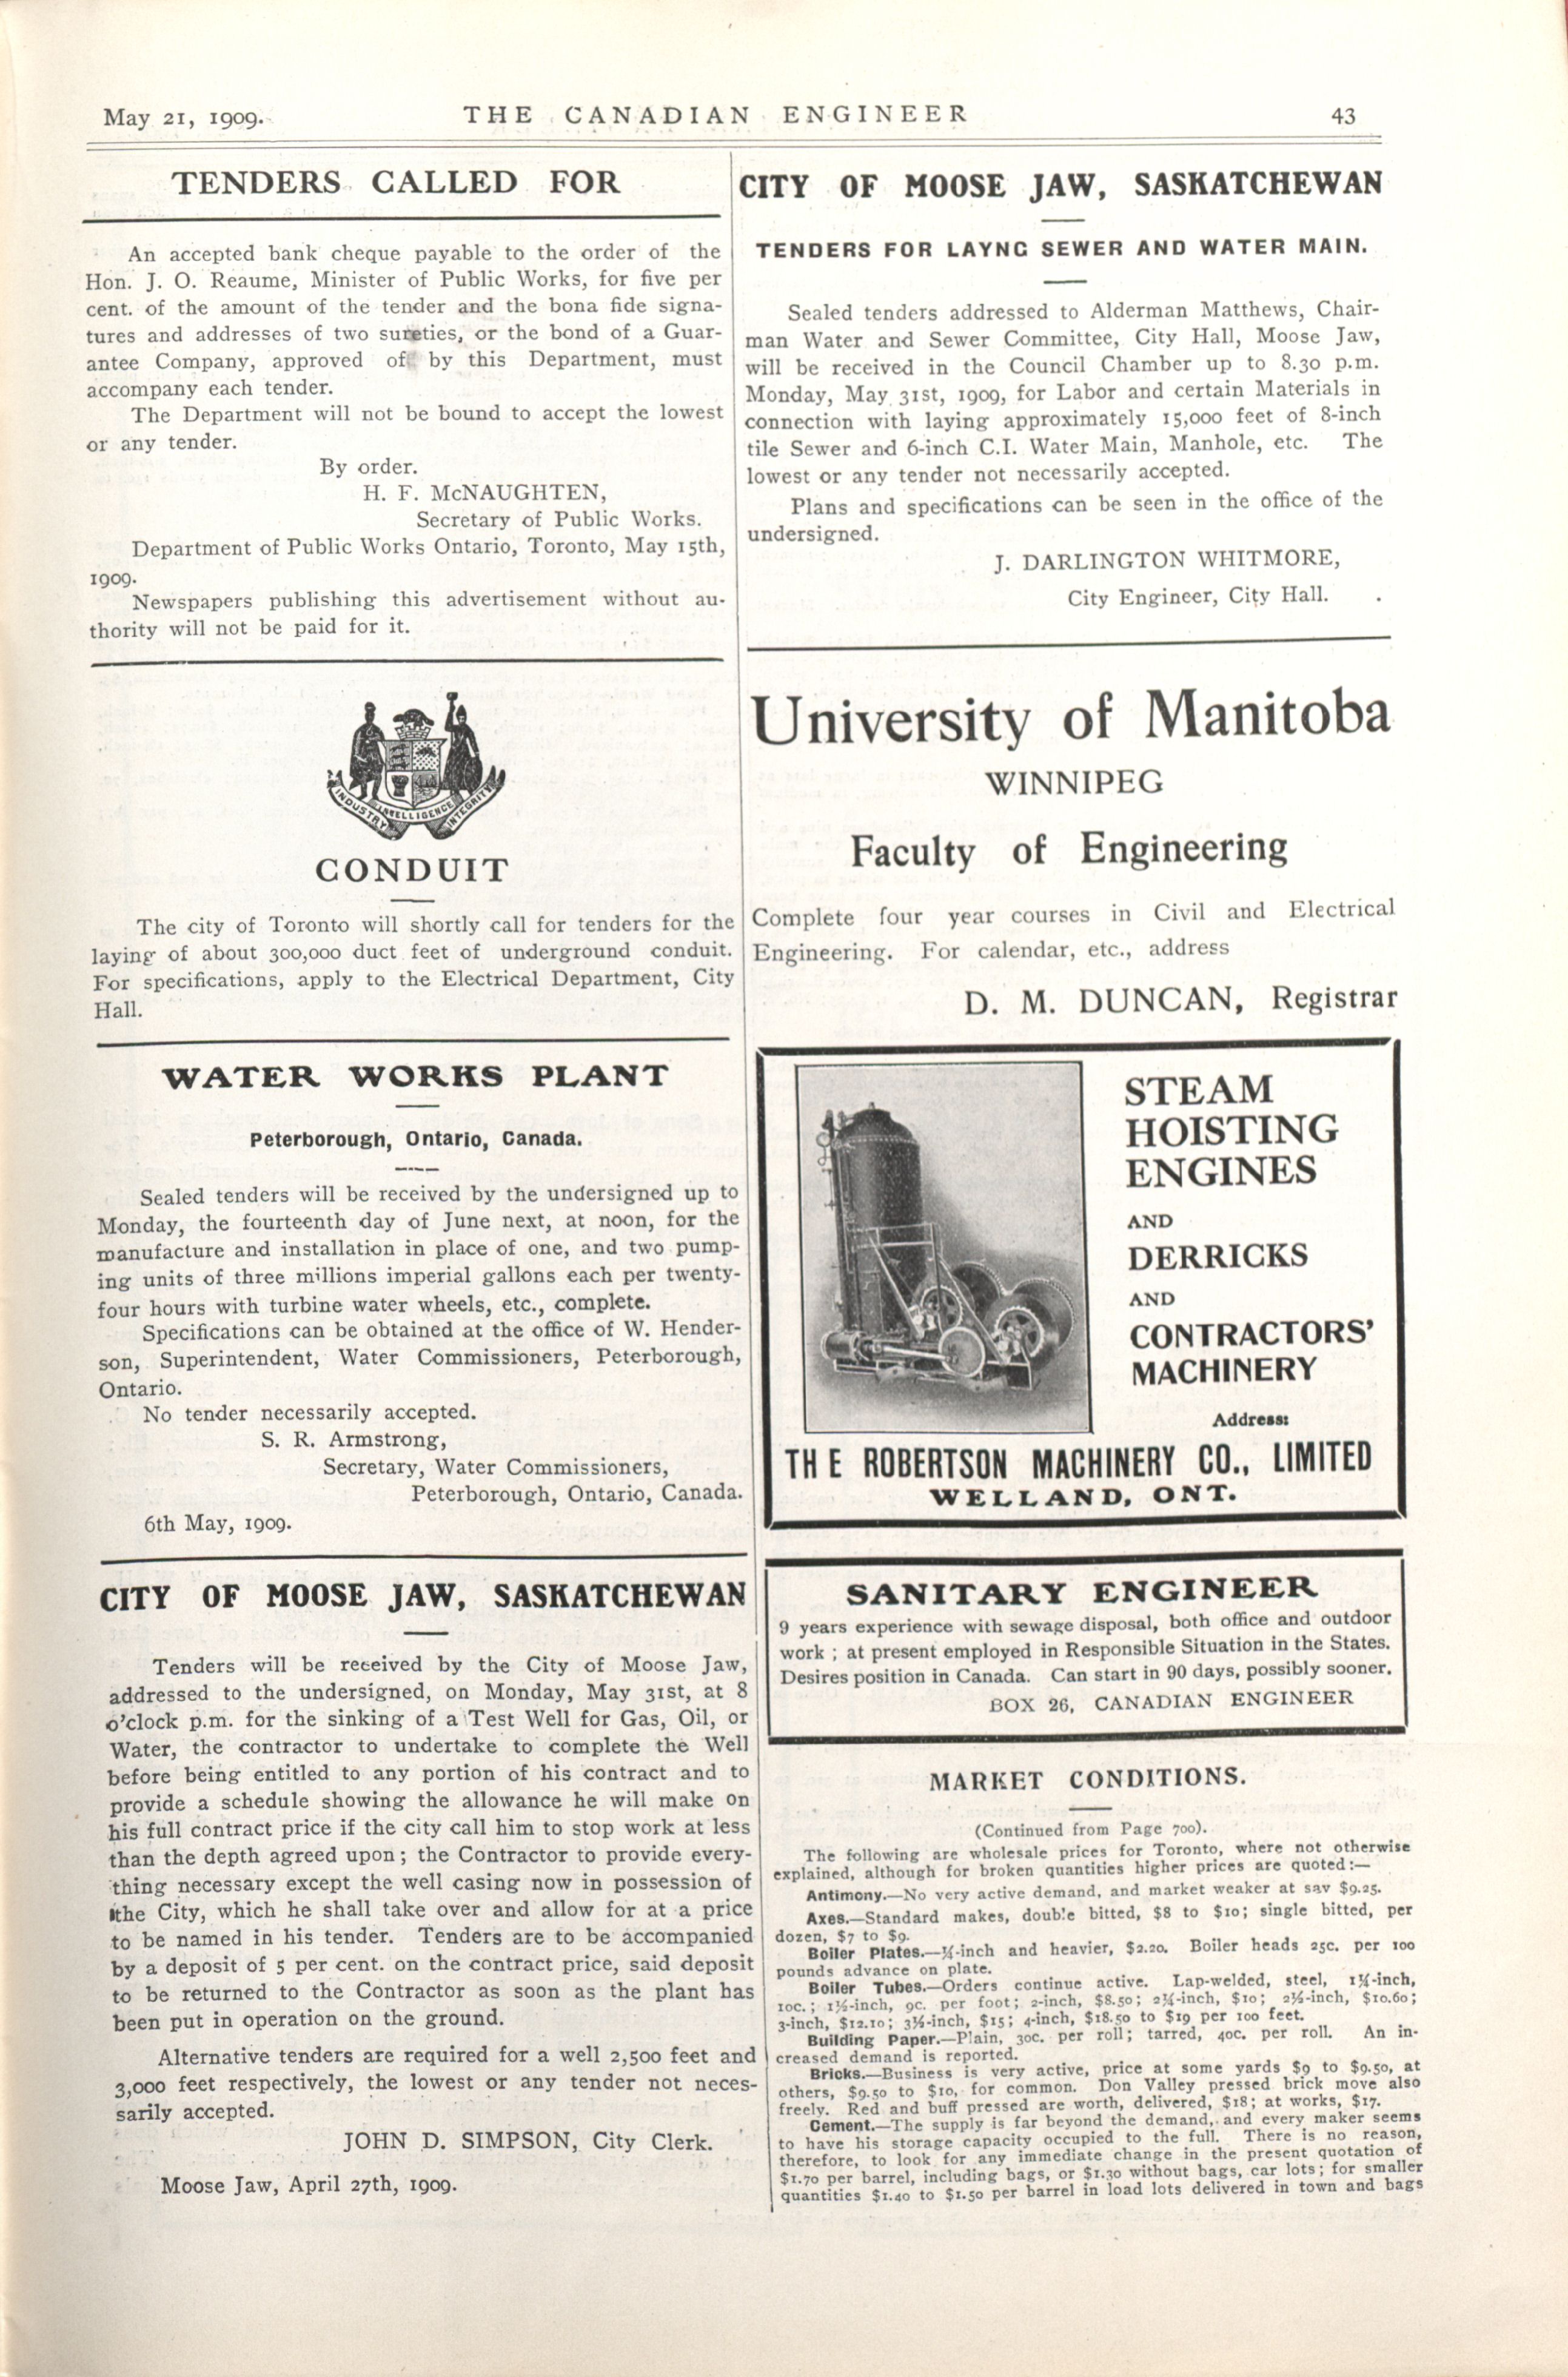 May 21, 1909.
THE CANADIAN ENGINEER
43
TENDERS CALLED FOR
An accepted bank cheque payable to the order of the
Hon. J. O. Reaume, Minister of Public Works, for five per
cent. of the amount of the tender and the bona fide signa-
tures and addresses of two sureties, or the bond of a Guar-
antee Company, approved of by this Department, must
accompany each tender.
The Department will not be bound to accept the lowest
or any tender.
By order.
H. F. McNAUGHTEN,
Secretary of Public Works.
Department of Public Works Ontario, Toronto, May 15th,
1909.
Newspapers publishing this advertisement without au-
thority will not be paid for it.
INDUSTRY INTELLIGENCE INTEGRITY
CONDUIT
The city of Toronto will shortly call for tenders for the
laying of about 300,000 duct feet of underground conduit.
For specifications, apply to the Electrical Department, City
Hall.
WATER WORKS PLANT
Peterborough, Ontario, Canada.
Sealed tenders will be received by the undersigned up to
Monday, the fourteenth day of June next, at noon, for the
manufacture and installation in place of one, and two pump-
ing units of three millions imperial gallons each per twenty-
four hours with turbine water wheels, etc., complete.
Specifications can be obtained at the office of W. Hender-
son, Superintendent, Water Commissioners, Peterborough,
Ontario.
No tender necessarily accepted.
S. R. Armstrong,
Secretary, Water Commissioners,
Peterborough, Ontario, Canada.
6th May, 1909.
CITY OF MOOSE JAW, SASKATCHEWAN
Tenders will be received by the City of Moose Jaw,
addressed to the undersigned, on Monday, May 31st, at 8
o'clock p.m. for the sinking of a Test Well for Gas, Oil, or
Water, the contractor to undertake to complete the Well
before being entitled to any portion of his contract and to
provide a schedule showing the allowance he will make on
his full contract price if the city call him to stop work at less
than the depth agreed upon; the Contractor to provide every-
thing necessary except the well casing now in possession of
the City, which he shall take over and allow for at a price
to be named in his tender. Tenders are to be accompanied
by a deposit of 5 per cent. on the contract price, said deposit
to be returned to the Contractor as soon as the plant has
been put in operation on the ground.
Alternative tenders are required for a well 2,500 feet and
3,000 feet respectively, the lowest or any tender not neces-
sarily accepted.
JOHN D. SIMPSON, City Clerk.
Moose Jaw, April 27th, 1909.
CITY OF MOOSE JAW, SASKATCHEWAN
TENDERS FOR LAYNG SEWER AND WATER MAIN.
Sealed tenders addressed to Alderman Matthews, Chair-
man Water and Sewer Committee, City Hall, Moose Jaw,
will be received in the Council Chamber up to 8.30 p.m.
Monday, May 31st, 1909, for Labor and certain Materials in
connection with laying approximately 15,000 feet of 8-inch
tile Sewer and 6-inch C.I. Water Main, Manhole, etc. The
lowest or any tender not necessarily accepted.
Plans and specifications can be seen in the office of the
undersigned.
J. DARLINGTON WHITMORE,
City Engineer, City Hall.
University of Manitoba
WINNIPEG
Faculty of Engineering
Complete four year courses in Civil and Electrical
Engineering. For calendar, etc., address
D. M. DUNCAN, Registrar
STEAM
HOISTING
ENGINES
AND
DERRICKS
AND
CONTRACTORS'
MACHINERY
Address:
THE ROBERTSON MACHINERY CO., LIMITED
WELLAND, ONT.
SANITARY ENGINEER
9 years experience with sewage disposal, both office and outdoor
work ; at present employed in Responsible Situation in the States.
Desires position in Canada. Can start in 90 days, possibly sooner.
BOX 26, CANADIAN ENGINEER
MARKET CONDITIONS.
(Continued from Page 700).
The following are wholesale prices for Toronto, where not otherwise
explained, although for broken quantities higher prices are quoted:—
Antimony.—No very active demand, and market weaker at sav $9.25.
Axes.—Standard makes, double bitted, $8 to $10; single bitted, per
dozen, $7 to $9.
Boiler Plates.—¼-inch and heavier, $2.20. Boiler heads 25c. per 100
pounds advance on plate.
Boiler Tubes.—Orders continue active. Lap-welded, steel, 1¼-inch,
10c.; 1½-inch, 9c. per foot; 2-inch, $8.50; 2¼-inch, $10; 2½-inch, $10.60;
3-inch, $12.10; 3½-inch, $15; 4-inch, $18.50 to $19 per 100 feet.
Building Paper.—Plain, 30c. per roll; tarred, 40c. per roll. An in-
creased demand is reported.
Bricks.—Business is very active, price at some yards $9 to $9.50, at
others, $9.50 to $10, for common. Don Valley pressed brick move also
freely. Red and buff pressed are worth, delivered, $18; at works, $17.
Cement.—The supply is far beyond the demand, and every maker seems
to have his storage capacity occupied to the full. There is no reason,
therefore, to look for any immediate change in the present quotation of
$1.70 per barrel, including bags, or $1.30 without bags, car lots; for smaller
quantities $1.40 to $1.50 per barrel in load lots delivered in town and bags